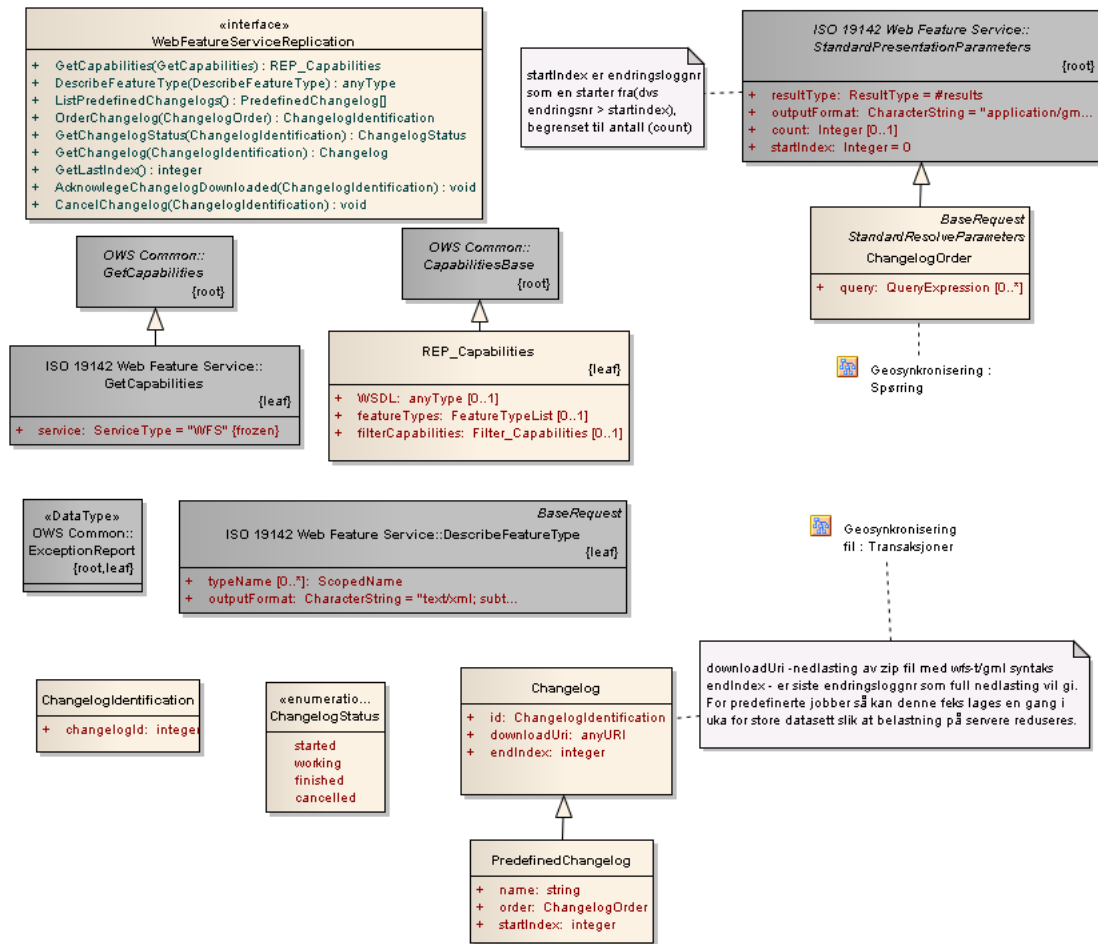 «interface»
WebFeatureServiceReplication
+ GetCapabilities(GetCapabilities) : REP_Capabilities
+ DescribeFeatureType(DescribeFeatureType) : anyType
+ ListPredefinedChangelogs() : PredefinedChangelog[]
+ OrderChangelog(ChangelogOrder) : ChangelogIdentification
+ GetChangelogStatus(ChangelogIdentification) : ChangelogStatus
+ GetChangelog(ChangelogIdentification) : Changelog
+ GetLastIndex() : integer
+ AcknowlegeChangelogDownloaded(ChangelogIdentification) : void
+ CancelChangelog(ChangelogIdentification) : void
startIndex er endringsloggnr
som en starter fra(dvs
endringsnr > startindex),
begrenset til antall (count)
ISO 19142 Web Feature Service::
StandardPresentationParameters
{root}
+ resultType: ResultType = #results
+ outputFormat: CharacterString = "application/gm...
+ count: Integer [0..1]
+ startIndex: Integer = 0
BaseRequest
StandardResolveParameters
ChangelogOrder
+ query: QueryExpression [0..*]
Geosynkronisering :
Spørring
OWS Common::
GetCapabilities
{root}
OWS Common::
CapabilitiesBase
{root}
ISO 19142 Web Feature Service::
GetCapabilities
{leaf}
+ service: ServiceType = "WFS" {frozen}
REP_Capabilities
{leaf}
+ WSDL: anyType [0..1]
+ featureTypes: FeatureTypeList [0..1]
+ filterCapabilities: Filter_Capabilities [0..1]
«DataType»
OWS Common::
ExceptionReport
{root,leaf}
BaseRequest
ISO 19142 Web Feature Service::DescribeFeatureType
{leaf}
+ typeName [0..*]: ScopedName
+ outputFormat: CharacterString = "text/xml; subt...
Geosynkronisering
fil : Transaksjoner
downloadUri -nedlasting av zip fil med wfs-t/gml syntaks
endIndex - er siste endringsloggnr som full nedlasting vil gi.
For predefinerte jobber så kan denne feks lages en gang i
uka for store datasett slik at belastning på servere reduseres.
ChangelogIdentification
+ changelogId: integer
«enumeratio...
ChangelogStatus
started
working
finished
cancelled
Changelog
+ id: ChangelogIdentification
+ downloadUri: anyURI
+ endIndex: integer
PredefinedChangelog
+ name: string
+ order: ChangelogOrder
+ startIndex: integer